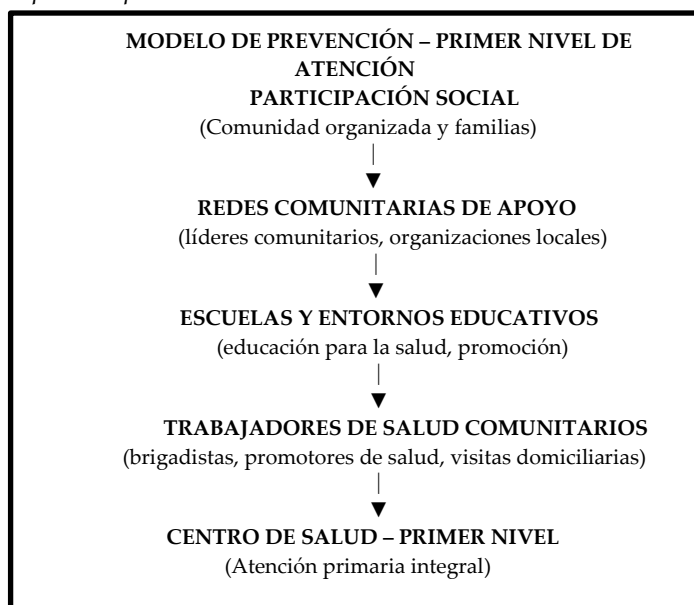 MODELO DE PREVENCIÓN – PRIMER NIVEL DE
ATENCIÓN
PARTICIPACIÓN SOCIAL
(Comunidad organizada y familias)
REDES COMUNITARIAS DE APOYO
(líderes comunitarios, organizaciones locales)
ESCUELAS Y ENTORNOS EDUCATIVOS
(educación para la salud, promoción)
TRABAJADORES DE SALUD COMUNITARIOS
(brigadistas, promotores de salud, visitas domiciliarias)
CENTRO DE SALUD – PRIMER NIVEL
(Atención primaria integral)